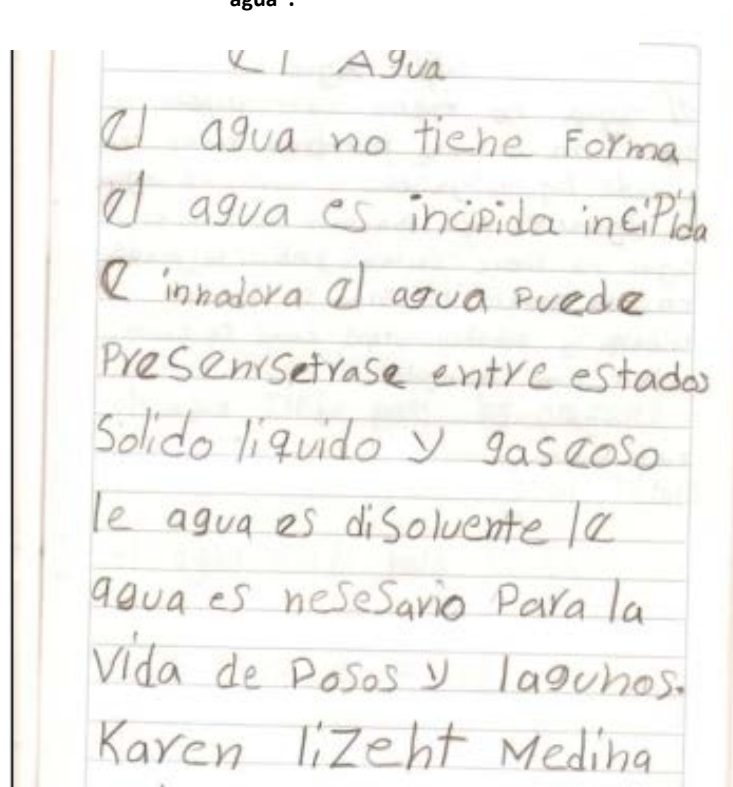 agua".
El Agua
El agua no tiene Forma
el agua es incipida inciPida
e innadora el agua puede
PreSenrsetrase entre estados
Solido liquido y gaseoso
le agua es diSolvente le
agua es neseSario Para la
Vida de Posos y lagunos.
Karen liZeht Medina